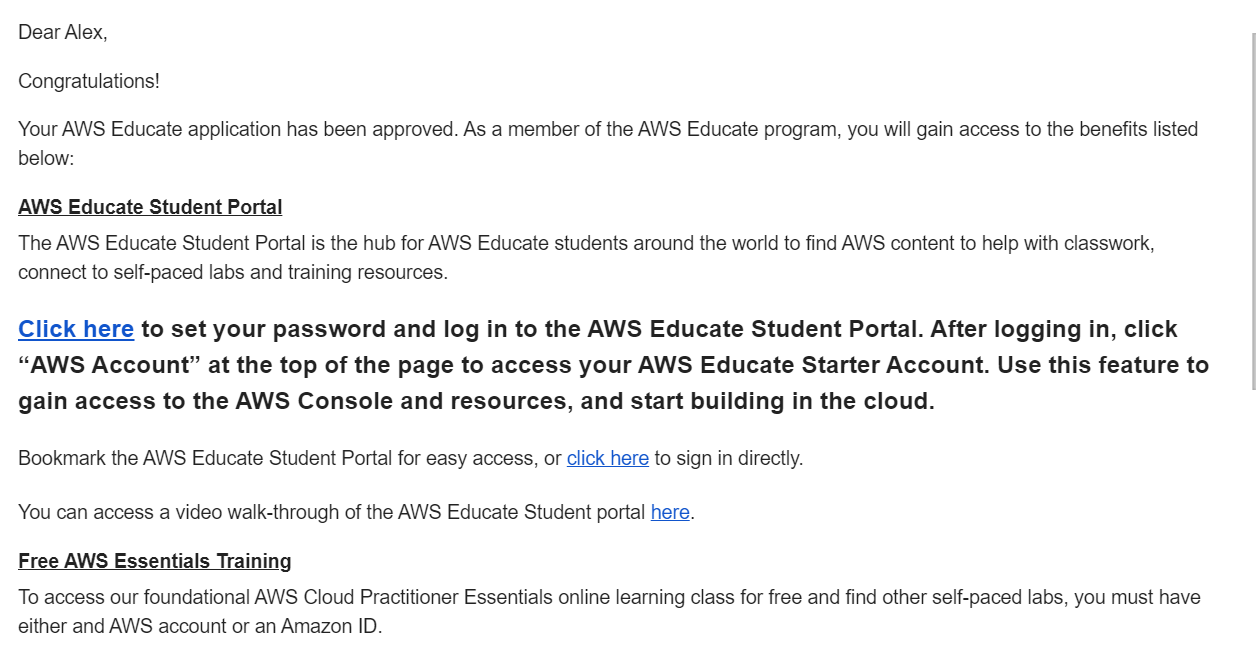 Dear Alex,
Congratulations!
Your AWS Educate application has been approved. As a member of the AWS Educate program, you will gain access to the benefits listed
below:
AWS Educate Student Portal
The AWS Educate Student Portal is the hub for AWS Educate students around the world to find AWS content to help with classwork,
connect to self-paced labs and training resources.
Click here to set your password and log in to the AWS Educate Student Portal. After logging in, click
“AWS Account” at the top of the page to access your AWS Educate Starter Account. Use this feature to
gain access to the AWS Console and resources, and start building in the cloud.
Bookmark the AWS Educate Student Portal for easy access, or click here to sign in directly.
You can access a video walk-through of the AWS Educate Student portal here.
Free AWS Essentials Training
To access our foundational AWS Cloud Practitioner Essentials online learning class for free and find other self-paced labs, you must have
either and AWS account or an Amazon ID.